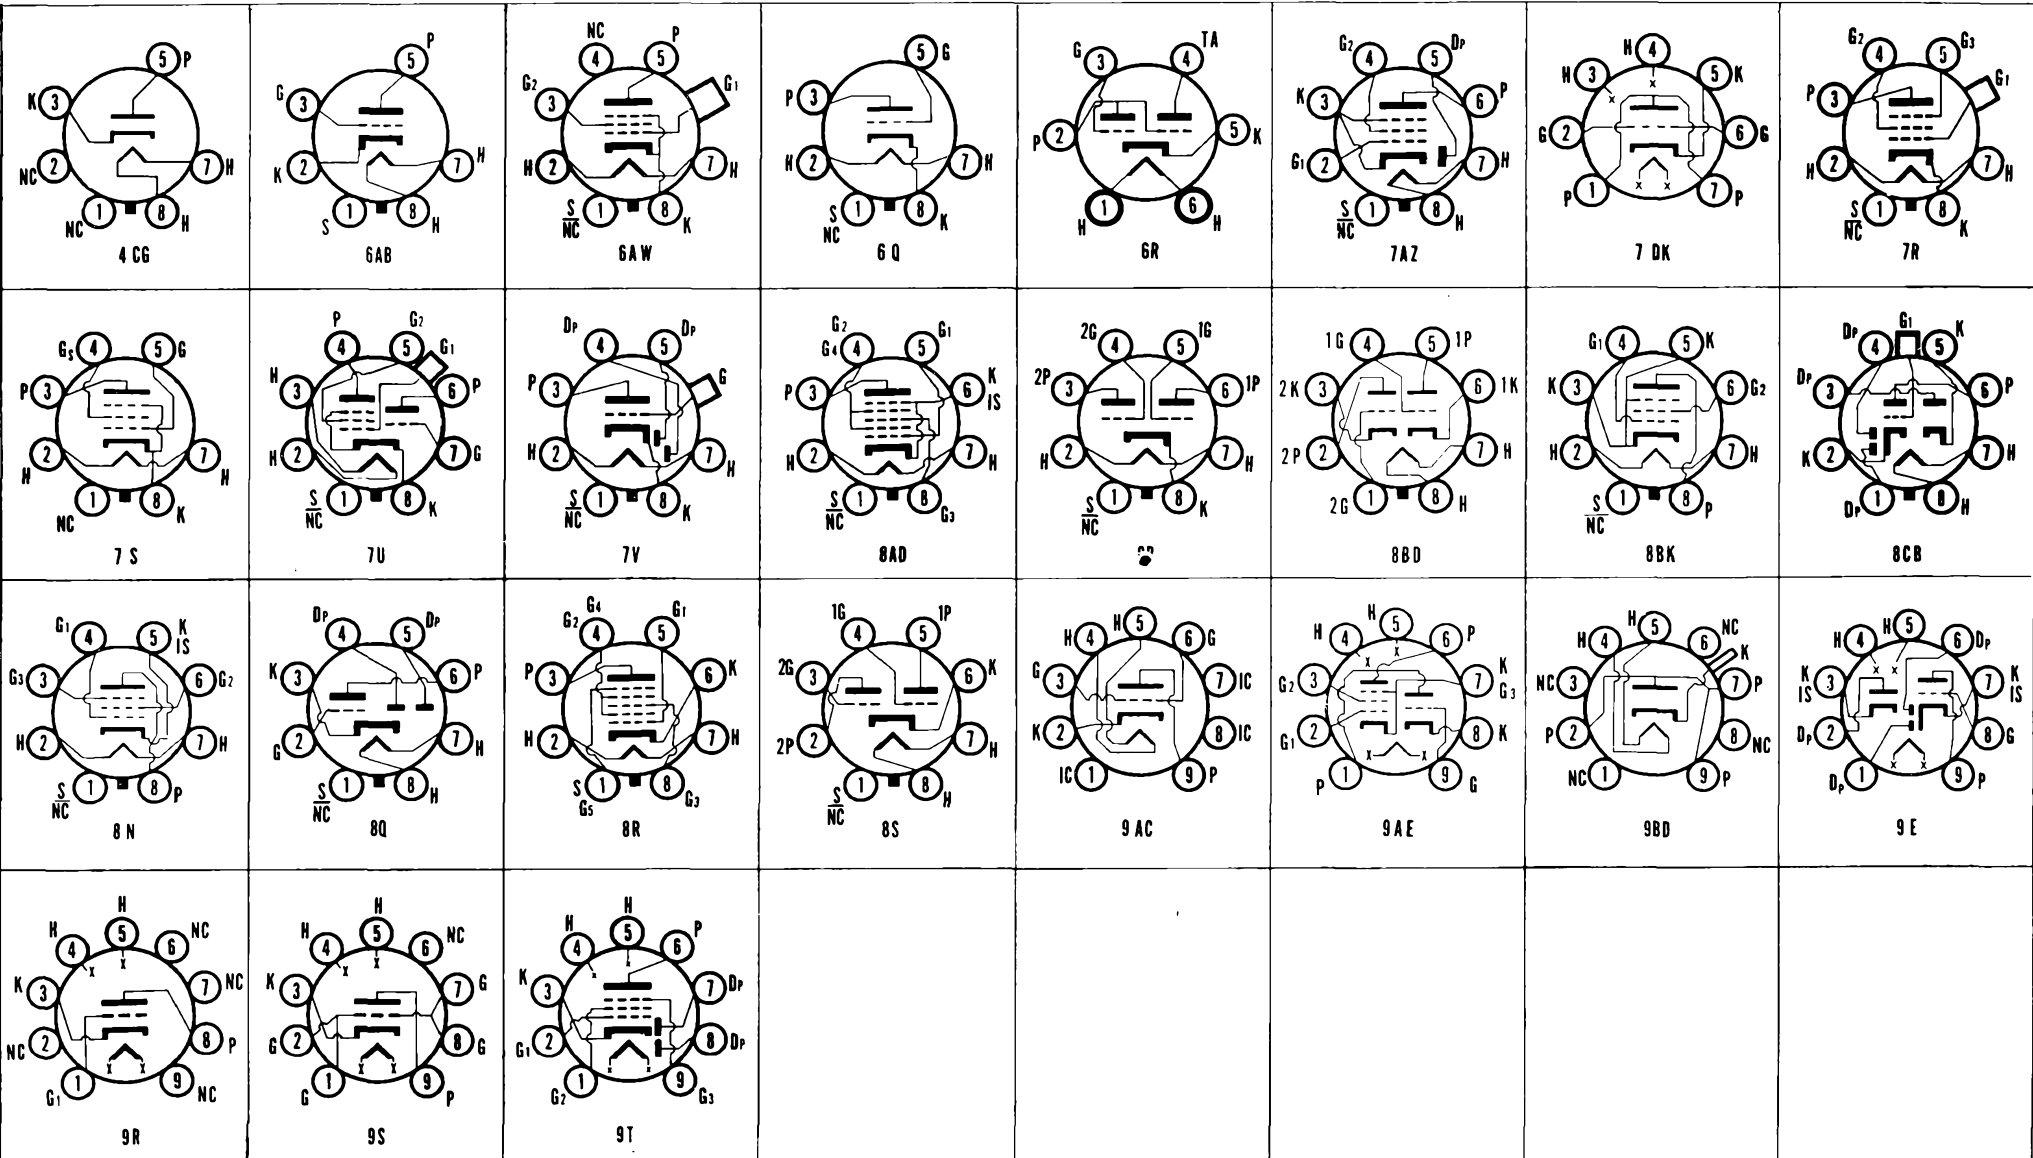 5 P
K 3
NC 2
7 H
NC 1
8 H
4 CG
P
5
G 3
K 2
7 H
S 1
8 H
6AB
NC P
4 5
G2 3
G1
H 2
7 H
S
NC
1
8 K
6AW
5 G
P 3
H 2
7 H
S
NC
1
8 K
6 Q
G 3
TA
4
P 2
5 K
H 1
6 H
6R
G2 4
5 DP
K 3
6 P
G1 2
7 H
S
NC
1
8 H
7AZ
H 4
H 3
5 K
G 2
6 G
P 1
7 P
7 DK
G2 4
5 G3
G1
P 3
H 2
7 H
S
NC
1
8 K
7R
G5 4
5 G
P 3
H 2
7 H
NC 1
8 K
7 S
P G2
4 5
G1
H 3
6 P
H 2
7 G
S
NC
1
8 K
7U
DP 4
5 DP
P 3
G
H 2
7 H
S
NC
1
8 K
7V
G2
G4 4
5 G1
P 3
6 K
IS
H 2
7 H
S
NC
1
8 G3
8AD
2G 4
5 1G
2P 3
6 1P
H 2
7 H
S
NC
1
8 K
1G 4
5 1P
2K 3
6 1K
2P 2
7 H
2G 1
8 H
8BD
G1 4
5 K
K 3
6 G2
H 2
7 H
S
NC
1
8 P
8BK
G1
DP 4
5 K
DP 3
6 P
K 2
7 H
DP 1
8 H
8CB
G1 4
5 K
IS
G3 3
6 G2
H 2
7 H
S
NC
1
8 P
8 N
DP 4
5 DP
K 3
6 P
G 2
7 H
S
NC
1
8 H
8Q
G4
G2 4
5 G1
P 3
6 K
H 2
7 H
S
G5
1
8 G3
8R
1G 4
1P
5
2G 3
6 K
2P 2
7 H
S
NC
1
8 H
8S
H 5
H 4
6 G
G 3
7 IC
K 2
8 IC
IC 1
9 P
9 AC
H 5
H 4
6 P
G2 3
7 K
G3
G1 2
8 K
P 1
9 G
9AE
H 5
H 4
6 NC
K
NC 3
7 P
P 2
8 NC
NC 1
9 P
9BD
H 5
H 4
6 DP
K
IS 3
7 K
IS
DP 2
8 G
DP 1
9 P
9 E
H
5
H 4
6 NC
K 3
7 NC
NC 2
8 P
G1 1
9 NC
9R
H
5
H 4
6 NC
K 3
7 G
G 2
8 G
G 1
9 P
9S
H
5
H 4
6 P
K 3
7 DP
G1 2
8 DP
G2 1
9 G3
9T